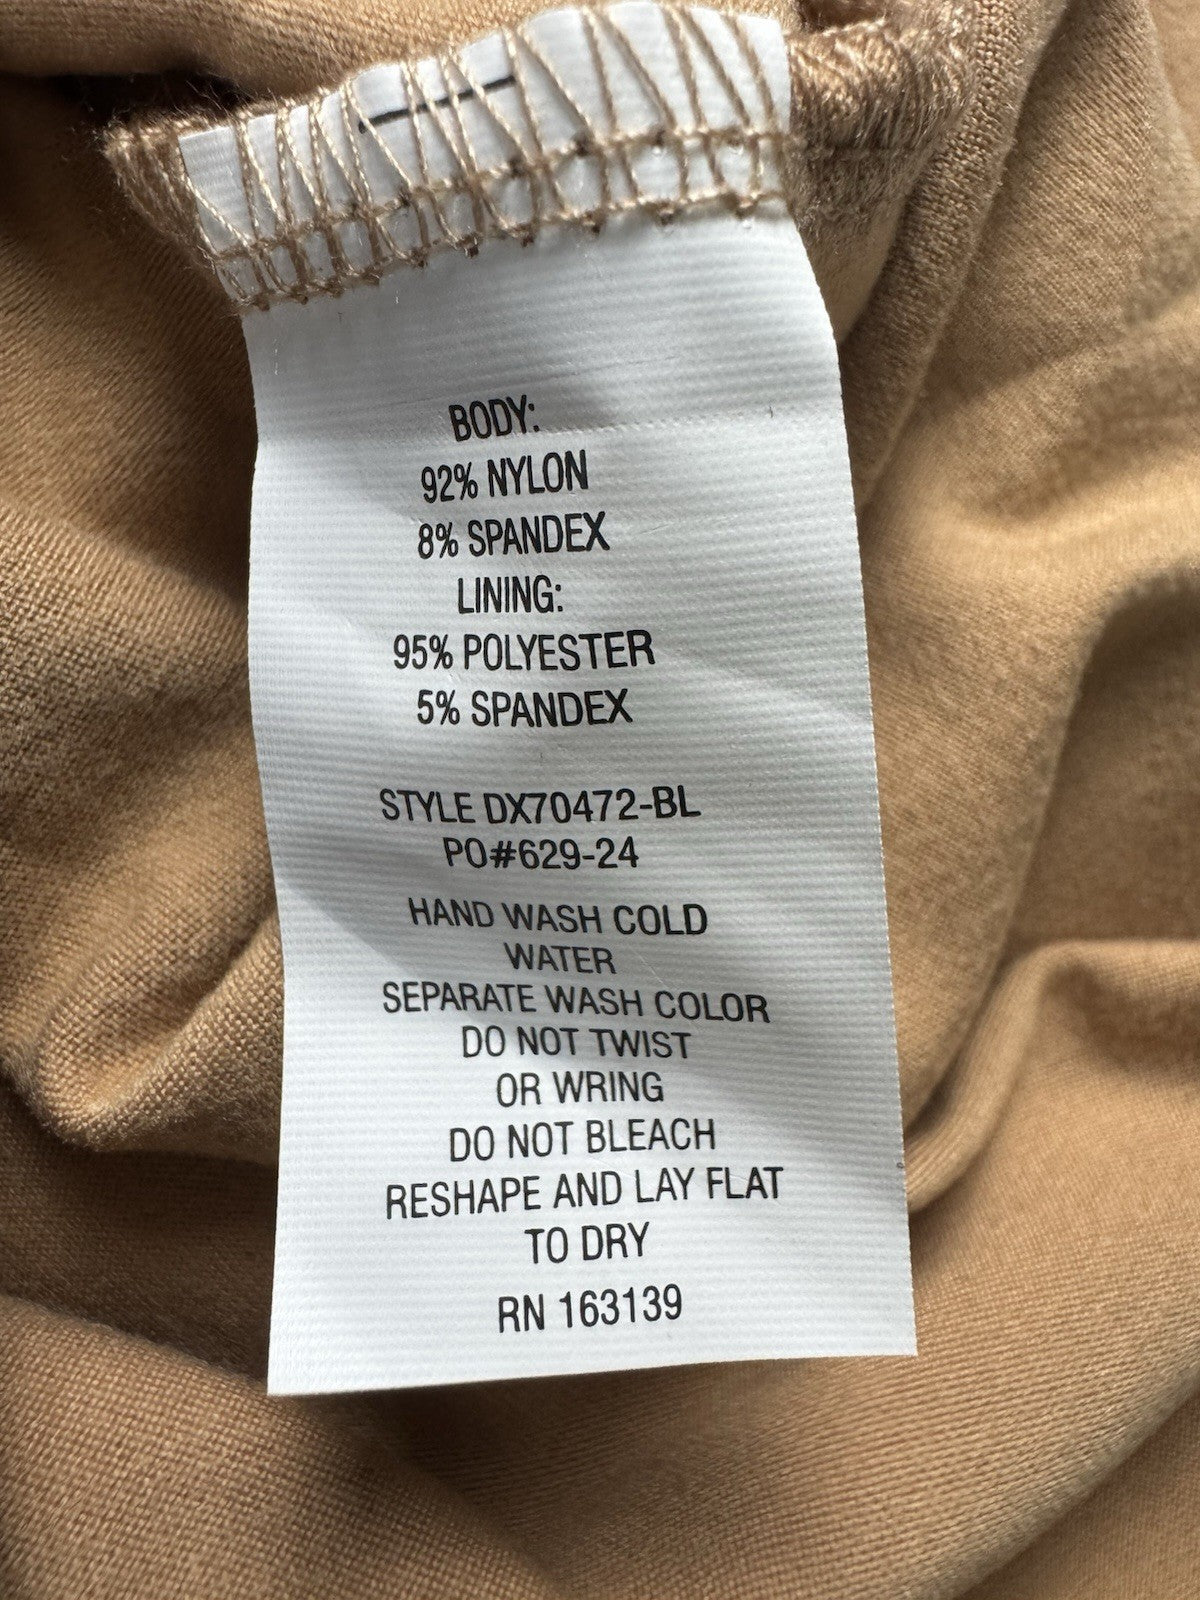 BODY:
92% NYLON
8% SPANDEX
LINING:
95% POLYESTER
5% SPANDEX
STYLE DX70472-BL
PO#629-24
HAND WASH COLD
WATER
SEPARATE WASH COLOR
DO NOT TWIST
OR WRING
DO NOT BLEACH
RESHAPE AND LAY FLAT
TO DRY
RN 163139